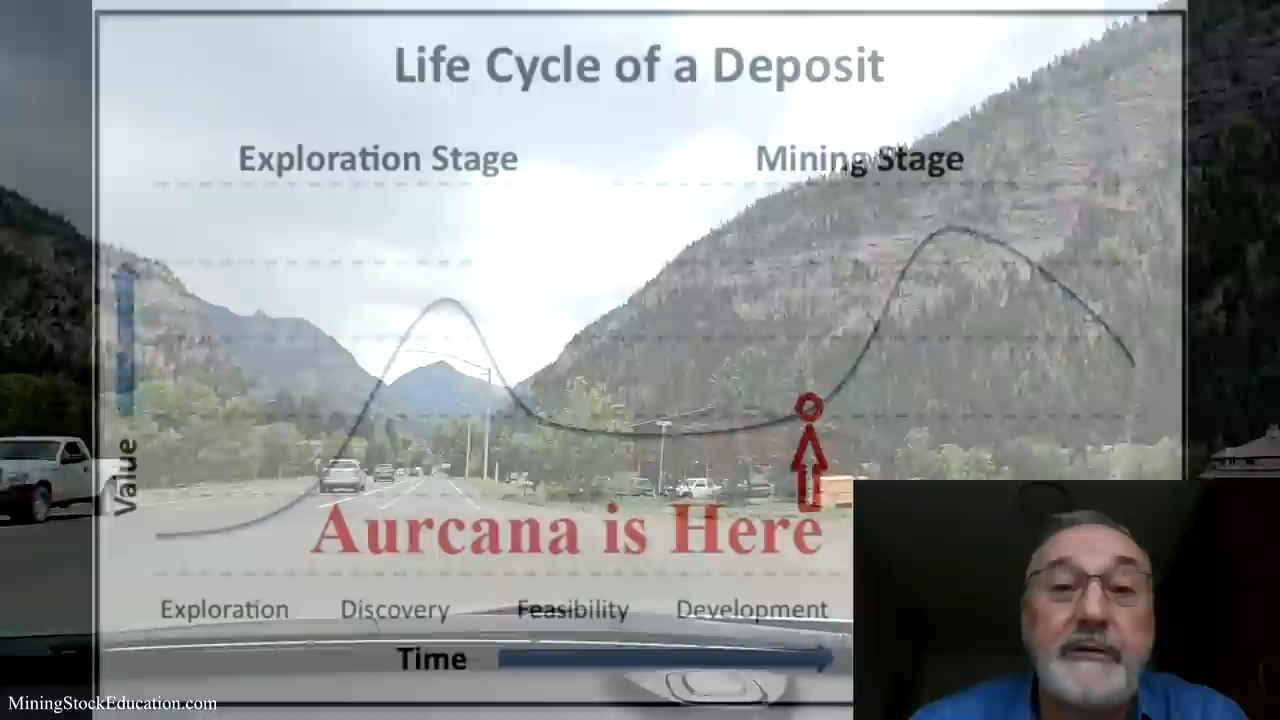 Life Cycle of a Deposit
Exploration Stage
Mining Stage
Value
Aurcana is Here
Exploration
Discovery
Feasibility
Development
Time
MiningStockEducation.com